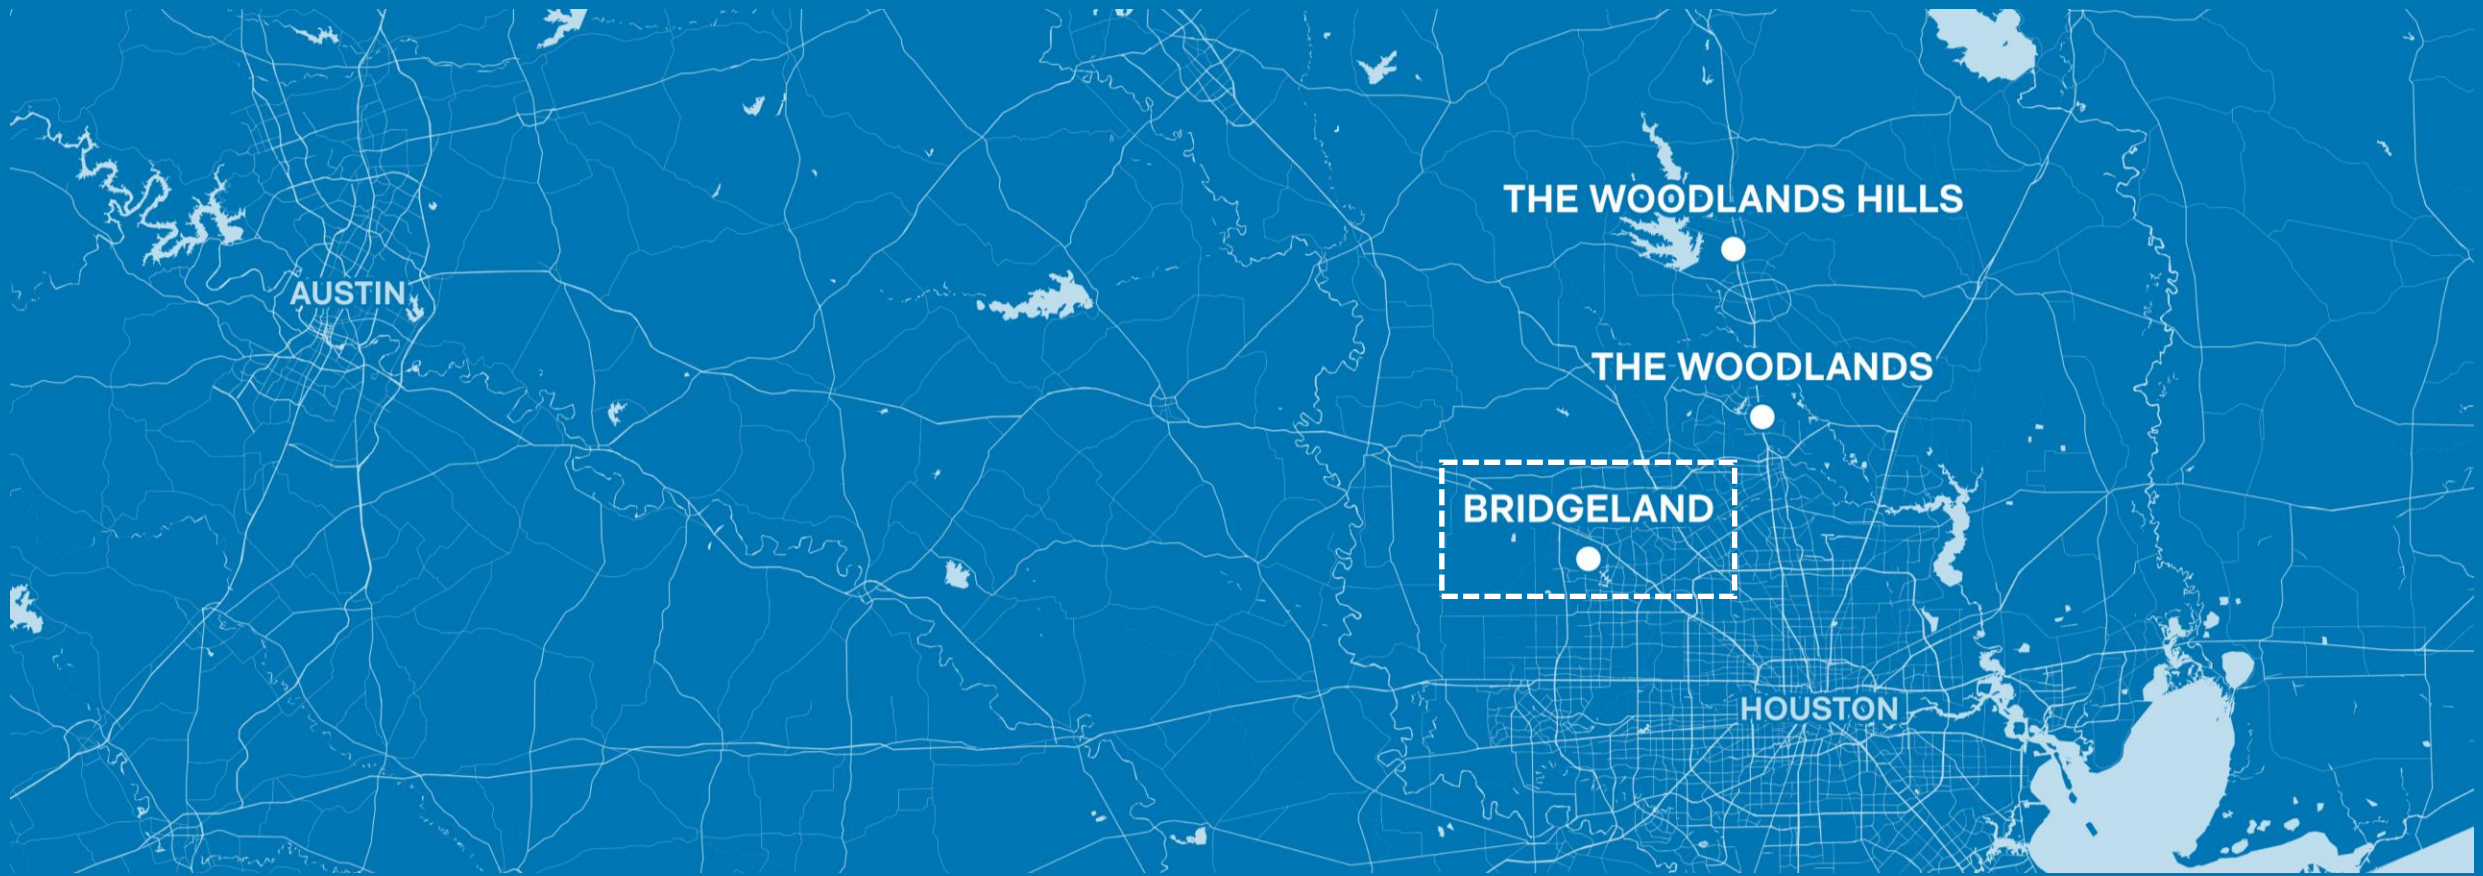 THE WOODLANDS HILLS
AUSTIN
THE WOODLANDS
BRIDGELAND
HOUSTON